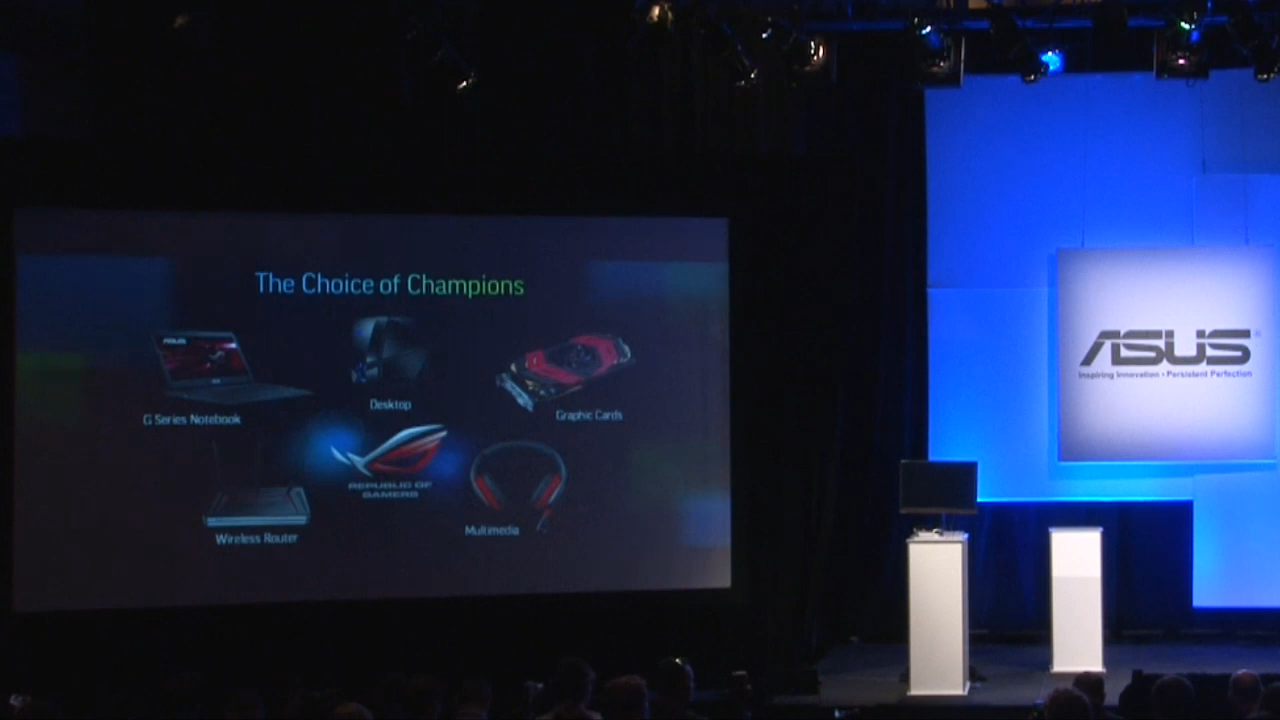 The Choice of Champions
ASUS
G Series Notebook
Desktop
Graphic Cards
REPUBLIC OF
GAMERS
Wireless Router
Multimedia
ASUS
Inspiring Innovation • Persistent Perfection